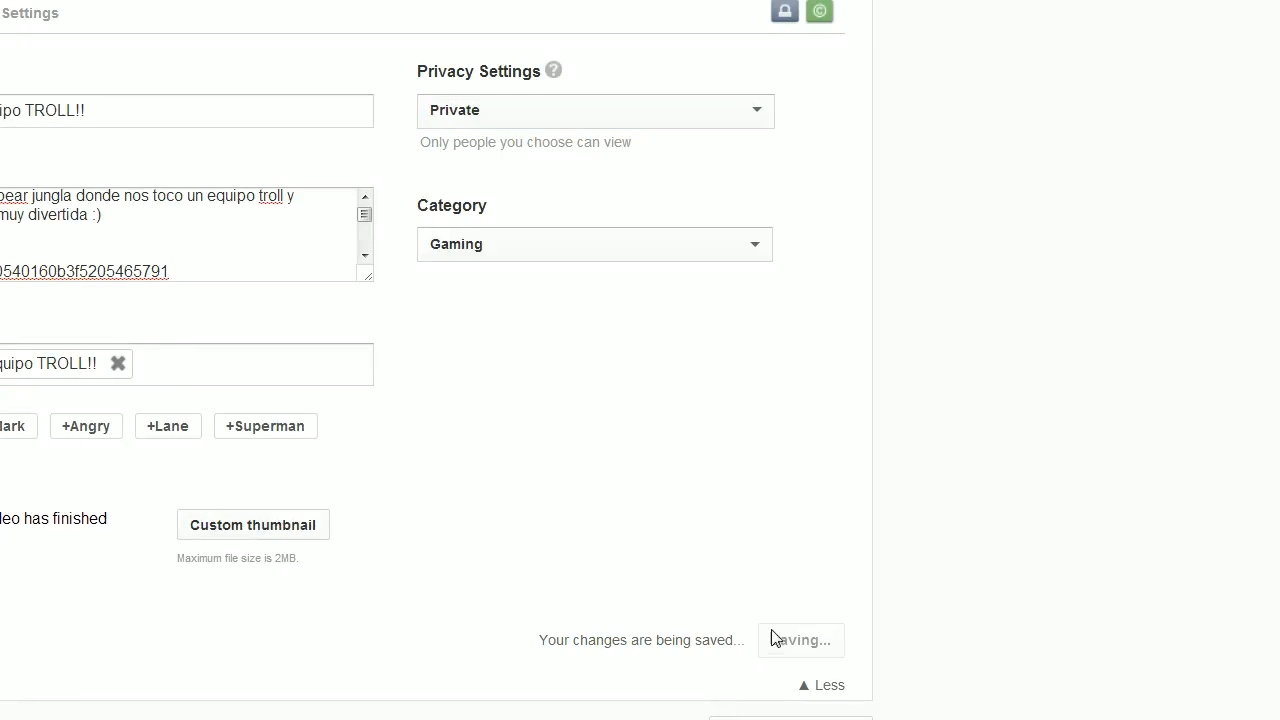 Settings
Privacy Settings
ipo TROLL!!
Private
Only people you choose can view
pear jungla donde nos toco un equipo troll y
muy divertida :)
Category
Gaming
0540160b3f5205465791
quipo TROLL!!
lark +Angry +Lane +Superman
leo has finished
Custom thumbnail
Maximum file size is 2MB.
Your changes are being saved... aving...
▲ Less